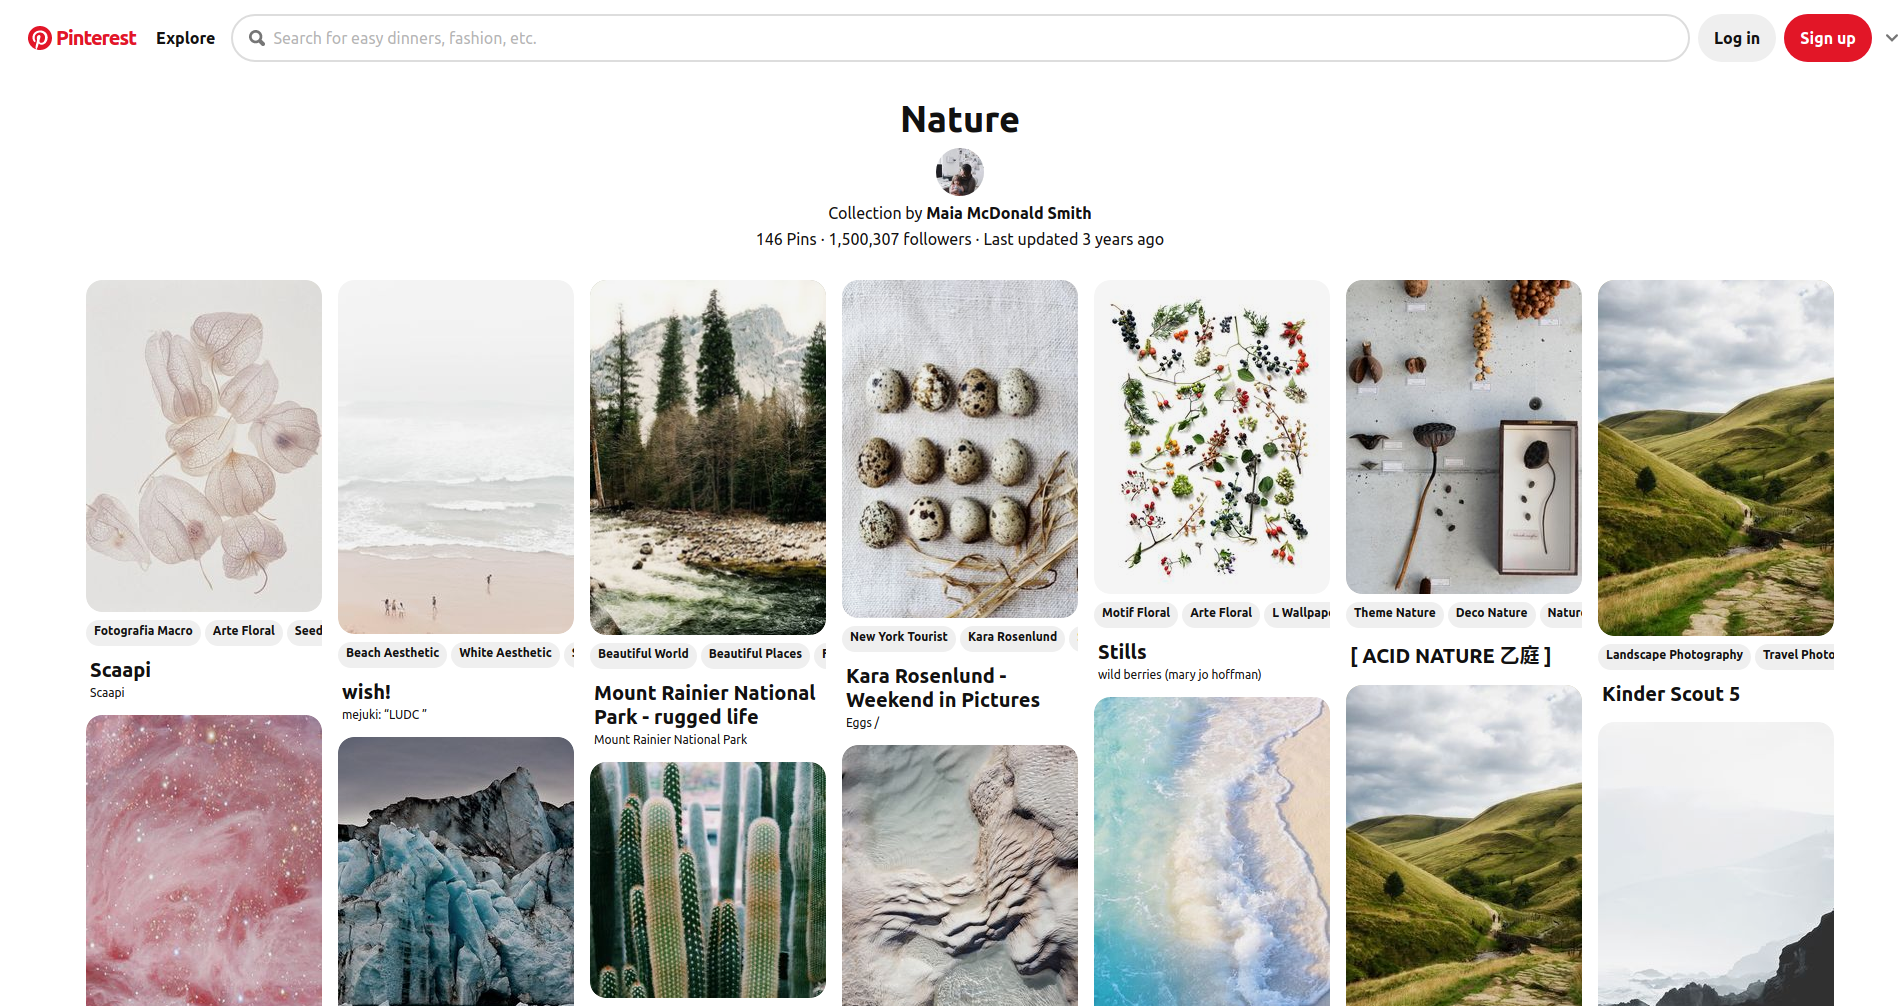 Pinterest
Explore
Search for easy dinners, fashion, etc.
Log in
Sign up
Nature
Collection by Maia McDonald Smith
146 Pins · 1,500,307 followers · Last updated 3 years ago
Fotografia Macro
Arte Floral
Seed
Scaapi
Scaapi
Beach Aesthetic
White Aesthetic
wish!
mejuki: “LUDC ”
Beautiful World
Beautiful Places
Mount Rainier National
Park - rugged life
Mount Rainier National Park
New York Tourist
Kara Rosenlund
Kara Rosenlund -
Weekend in Pictures
Eggs /
Motif Floral
Arte Floral
L Wallpape
Stills
wild berries (mary jo hoffman)
Theme Nature
Deco Nature
Nature
[ ACID NATURE 乙庭 ]
Landscape Photography
Travel Photo
Kinder Scout 5